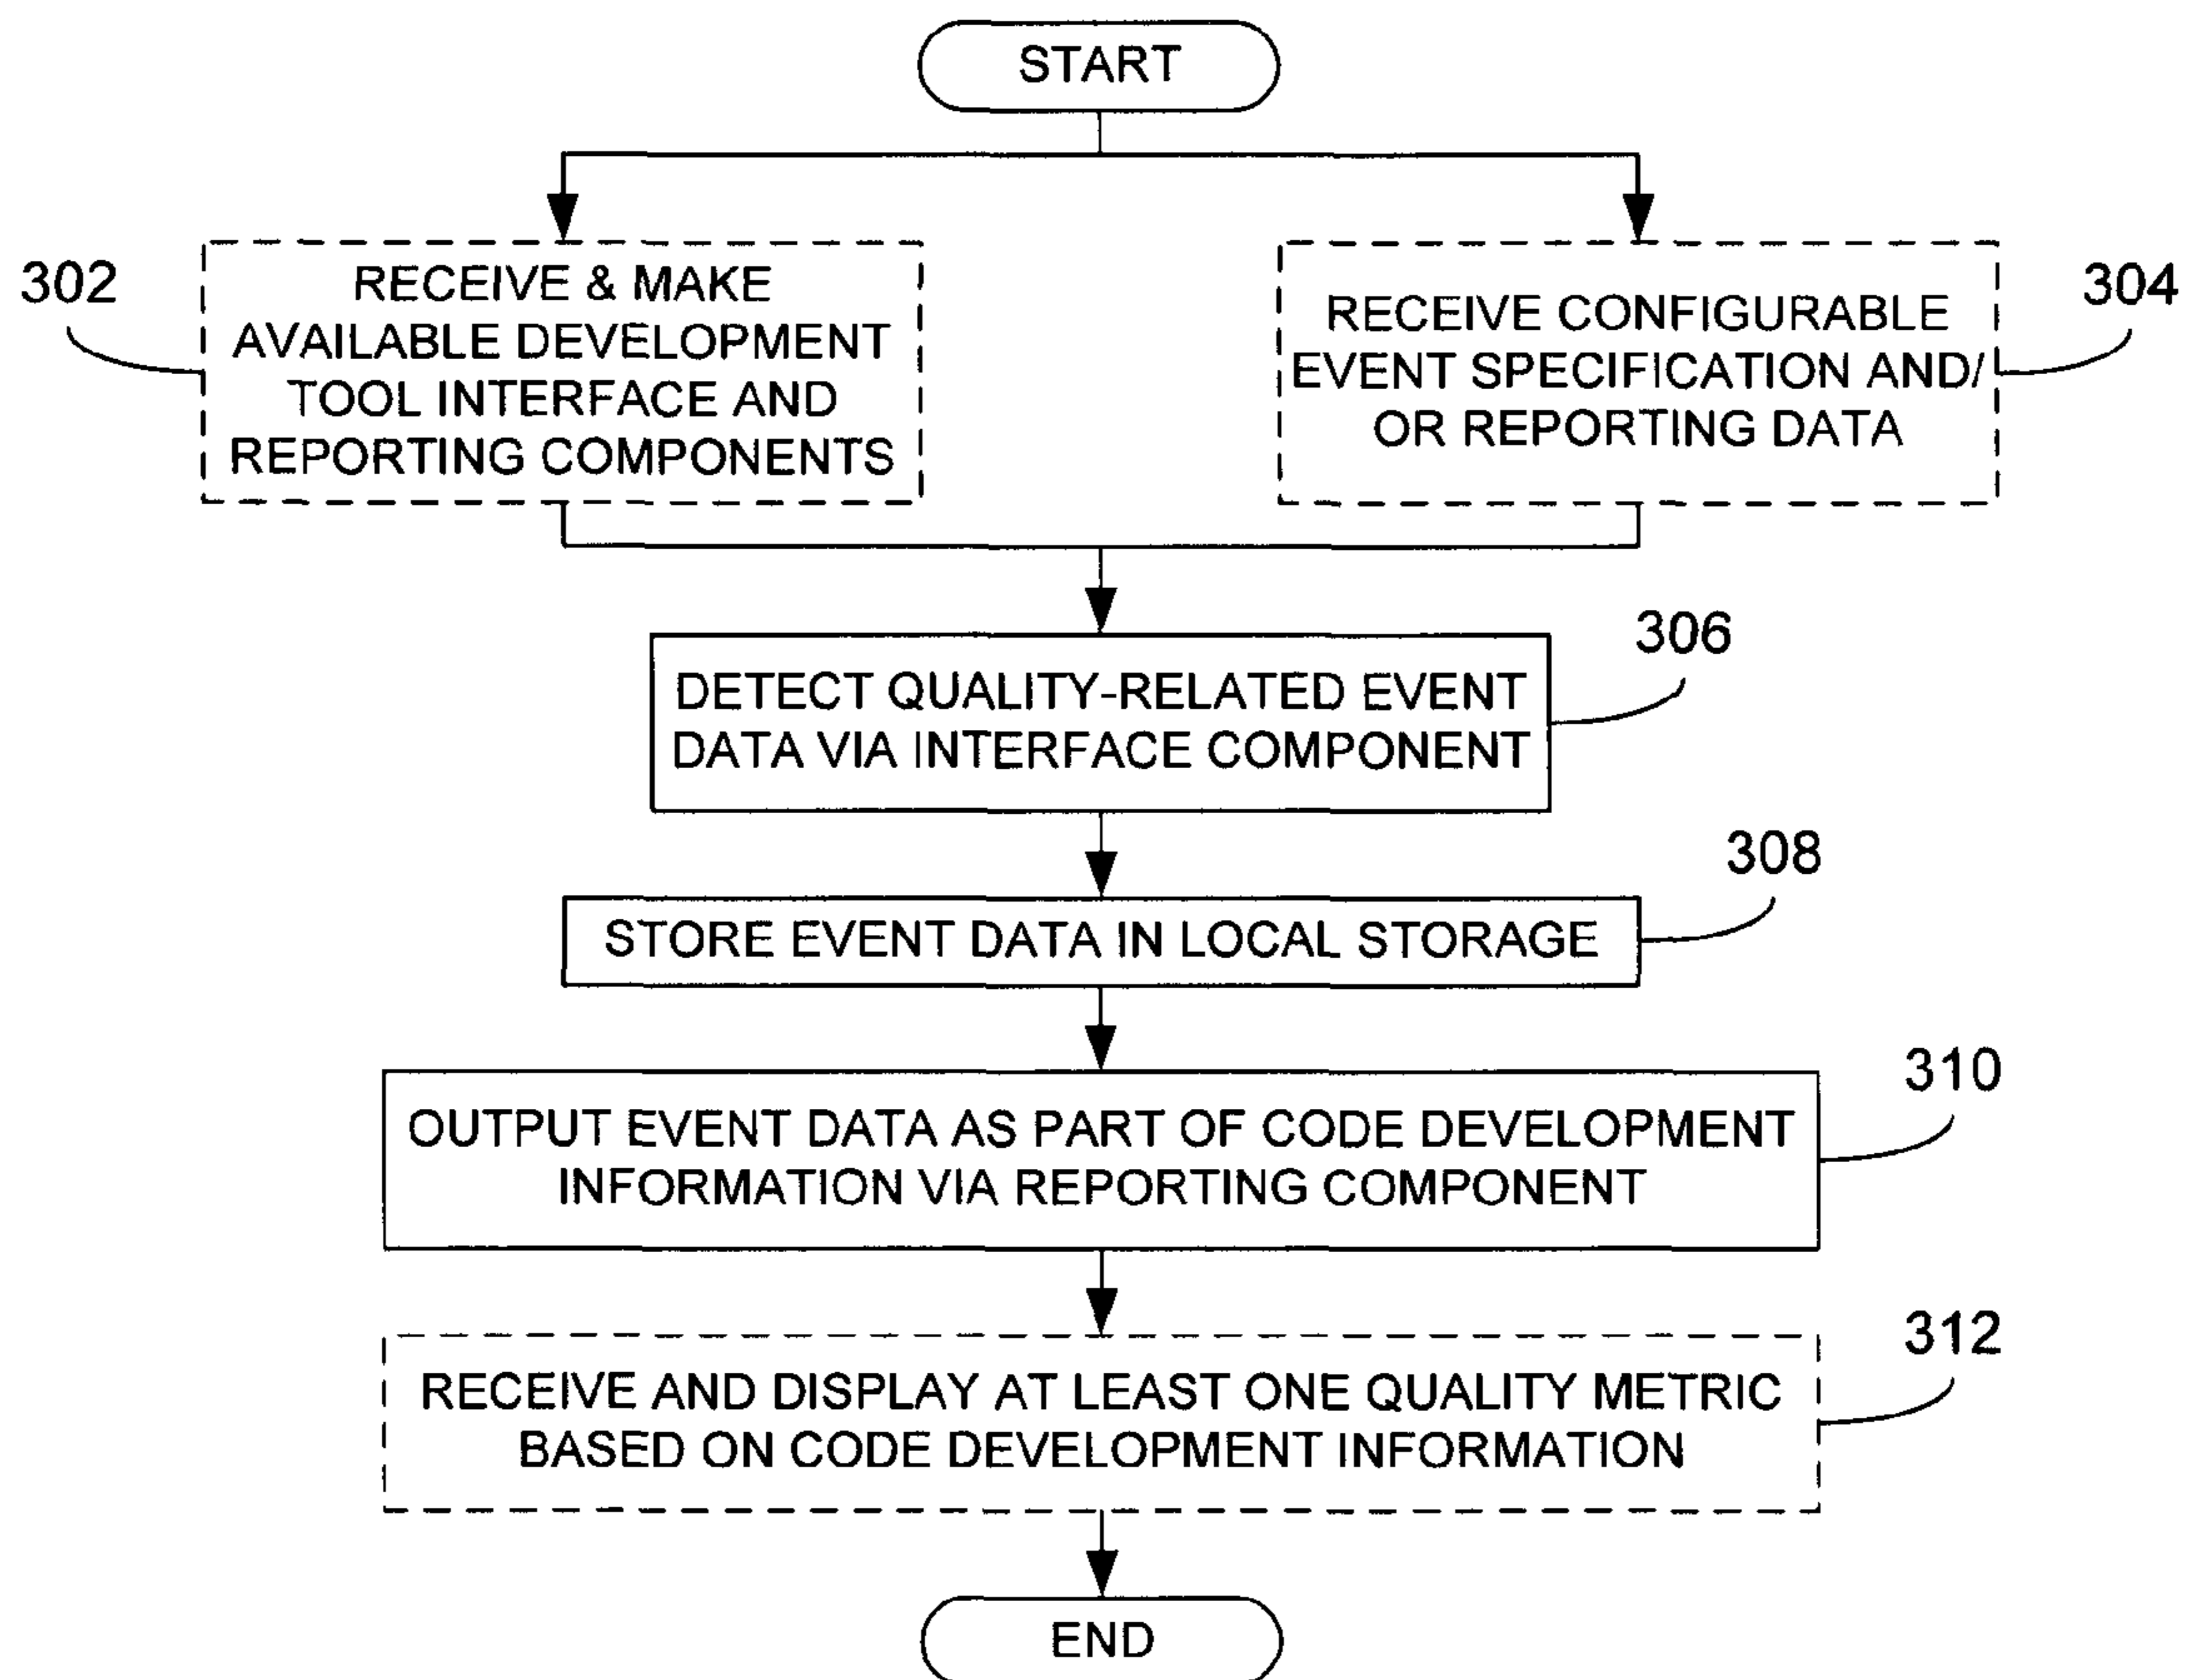 START
302
RECEIVE & MAKE
AVAILABLE DEVELOPMENT
TOOL INTERFACE AND
REPORTING COMPONENTS
304
RECEIVE CONFIGURABLE
EVENT SPECIFICATION AND/
OR REPORTING DATA
306
DETECT QUALITY-RELATED EVENT
DATA VIA INTERFACE COMPONENT
308
STORE EVENT DATA IN LOCAL STORAGE
310
OUTPUT EVENT DATA AS PART OF CODE DEVELOPMENT
INFORMATION VIA REPORTING COMPONENT
312
RECEIVE AND DISPLAY AT LEAST ONE QUALITY METRIC
BASED ON CODE DEVELOPMENT INFORMATION
END